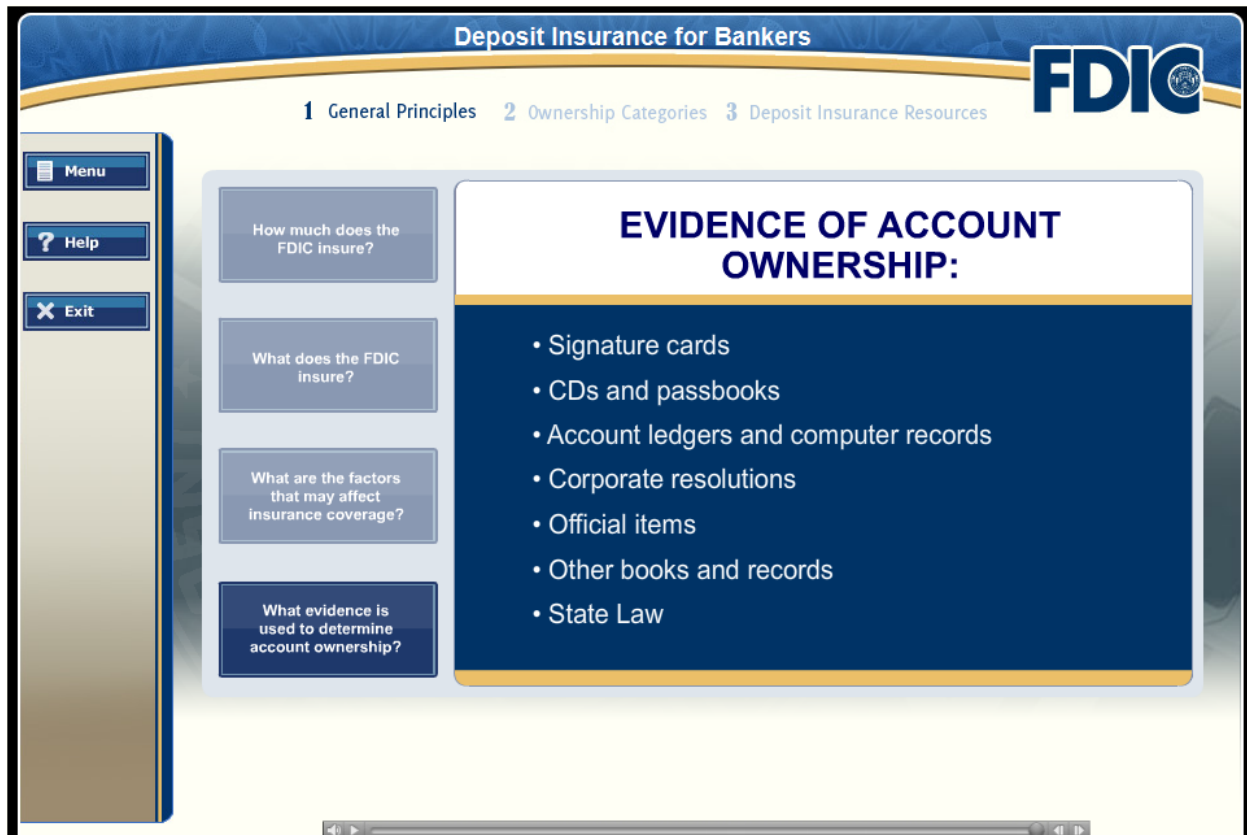 Deposit Insurance for Bankers
FDIC
1 General Principles 2 Ownership Categories 3 Deposit Insurance Resources
Menu
? Help
Exit
How much does the
FDIC insure?
What does the FDIC
insure?
What are the factors
that may affect
insurance coverage?
What evidence is
used to determine
account ownership?
EVIDENCE OF ACCOUNT
OWNERSHIP:
• Signature cards
• CDs and passbooks
• Account ledgers and computer records
• Corporate resolutions
• Official items
• Other books and records
• State Law